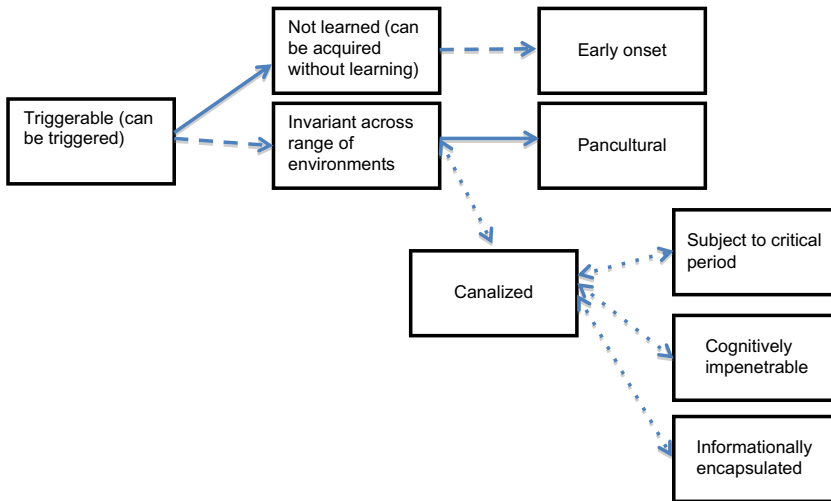 Not learned (can
be acquired
without learning)
Early onset
Triggerable (can
be triggered)
Invariant across
range of
environments
Pancultural
Subject to critical
period
Canalized
Cognitively
impenetrable
Informationally
encapsulated